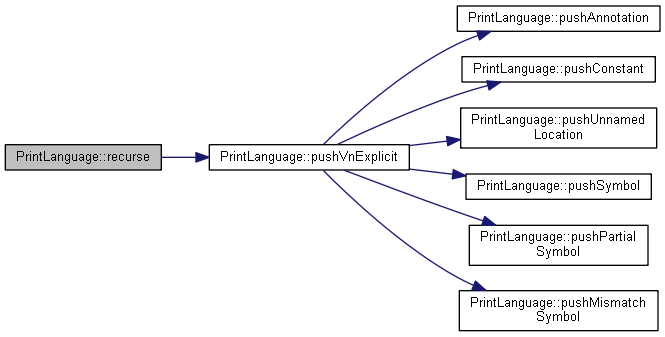 PrintLanguage::pushAnnotation
PrintLanguage::pushConstant
PrintLanguage::pushUnnamed
Location
PrintLanguage::recurse
PrintLanguage::pushVnExplicit
PrintLanguage::pushSymbol
PrintLanguage::pushPartial
Symbol
PrintLanguage::pushMismatch
Symbol